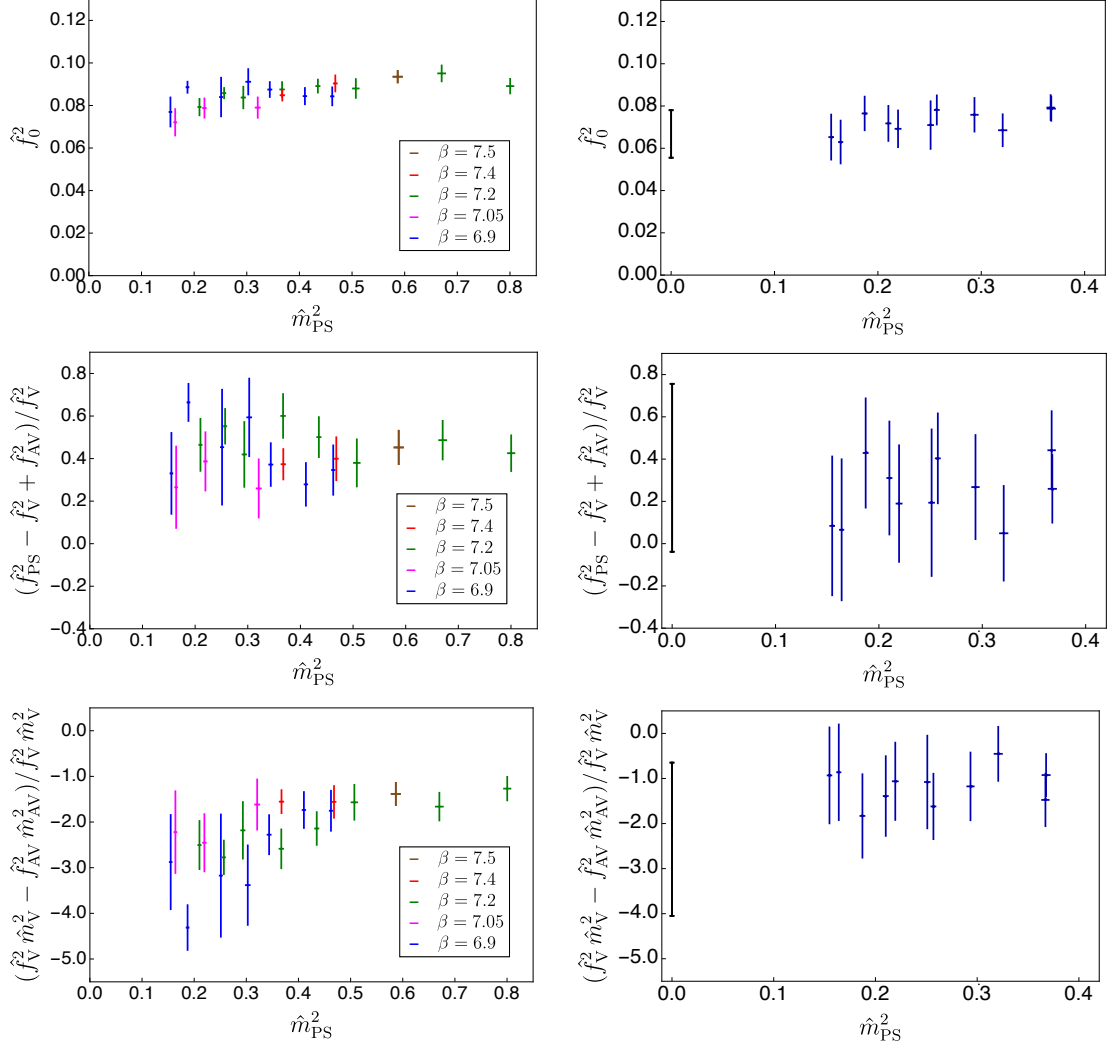 0.12
0.10
0.08
0.06
0.04
0.02
0.00
f̂₀²
β = 7.5
β = 7.4
β = 7.2
β = 7.05
β = 6.9
0.0 0.1 0.2 0.3 0.4 0.5 0.6 0.7 0.8
m̂²_PS
0.12
0.10
0.08
0.06
0.04
0.02
0.00
f̂₀²
0.0 0.1 0.2 0.3 0.4
m̂²_PS
0.8
0.6
0.4
0.2
0.0
−0.2
−0.4
(f̂²_PS − f̂²_V + f̂²_AV)/f̂²_V
β = 7.5
β = 7.4
β = 7.2
β = 7.05
β = 6.9
0.0 0.1 0.2 0.3 0.4 0.5 0.6 0.7 0.8
m̂²_PS
0.8
0.6
0.4
0.2
0.0
−0.2
−0.4
(f̂²_PS − f̂²_V + f̂²_AV)/f̂²_V
0.0 0.1 0.2 0.3 0.4
m̂²_PS
0.0
−1.0
−2.0
−3.0
−4.0
−5.0
(f̂²_V m̂²_V − f̂²_AV m̂²_AV)/f̂²_V m̂²_V
β = 7.5
β = 7.4
β = 7.2
β = 7.05
β = 6.9
0.0 0.1 0.2 0.3 0.4 0.5 0.6 0.7 0.8
m̂²_PS
0.0
−1.0
−2.0
−3.0
−4.0
−5.0
(f̂²_V m̂²_V − f̂²_AV m̂²_AV)/f̂²_V m̂²_V
0.0 0.1 0.2 0.3 0.4
m̂²_PS